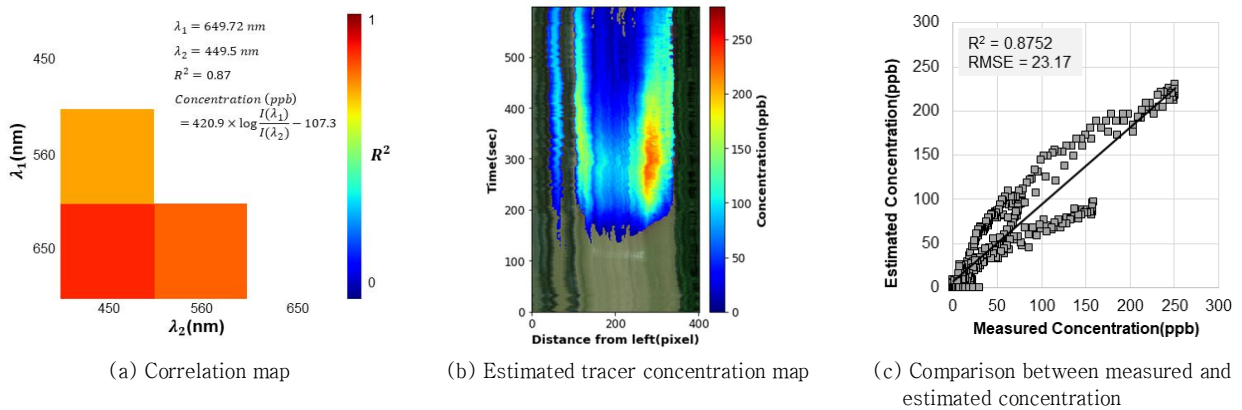 λ₁ = 649.72 nm
λ₂ = 449.5 nm
R² = 0.87
Concentration (ppb)
= 420.9 × log I(λ₁)/I(λ₂) − 107.3
450
560
650
λ₁(nm)
450 560 650
λ₂(nm)
1
R²
0
500
400
300
200
100
0
Time(sec)
0 200 400
Distance from left(pixel)
250
200
150
100
50
0
Concentration(ppb)
R² = 0.8752
RMSE = 23.17
300
250
200
150
100
50
0
Estimated Concentration(ppb)
0 50 100 150 200 250 300
Measured Concentration(ppb)
(a) Correlation map
(b) Estimated tracer concentration map
(c) Comparison between measured and
estimated concentration